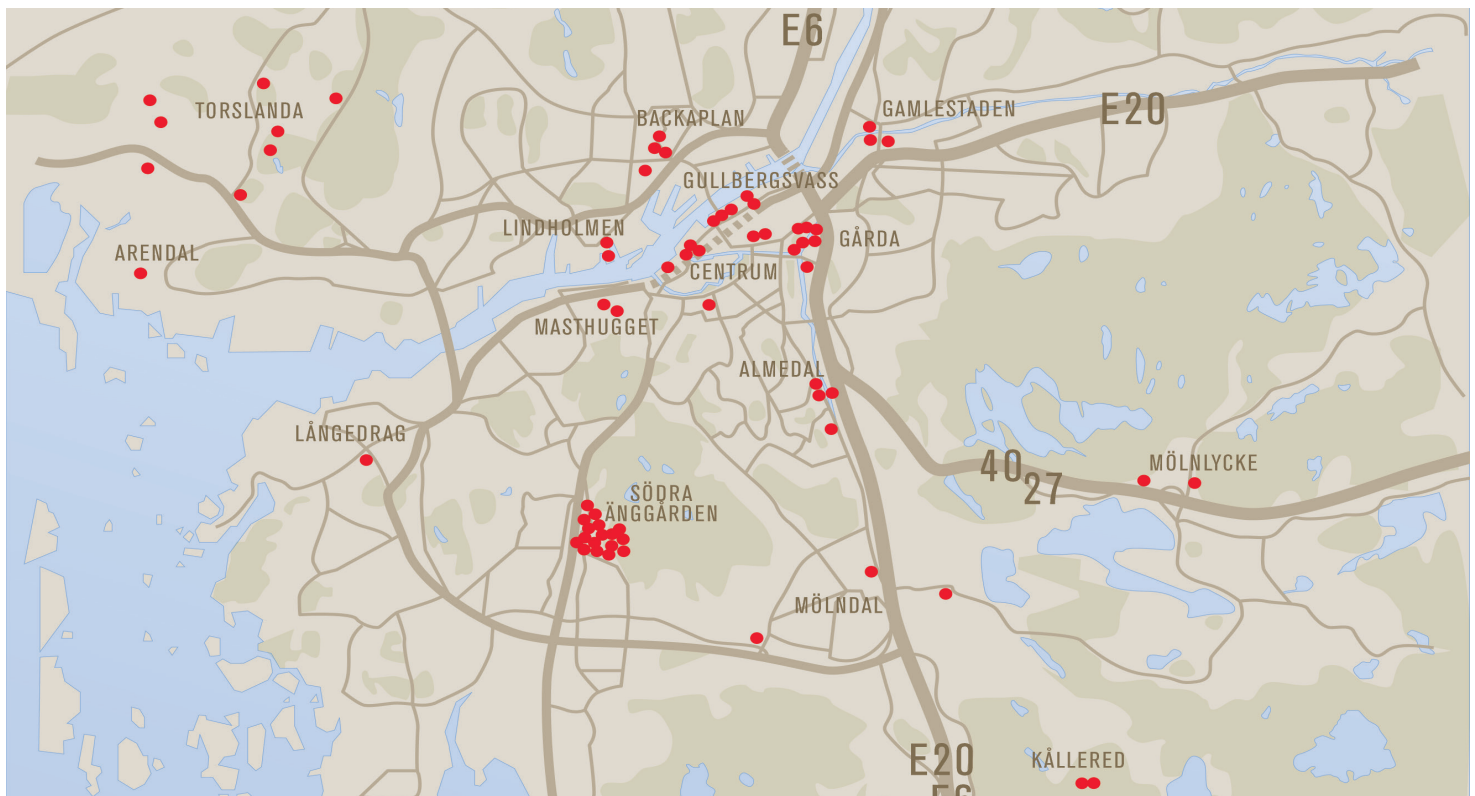 E6
TORSLANDA
BACKAPLAN
GAMLESTADEN
E20
GULLBERGSVASS
LINDHOLMEN
GÅRDA
ARENDAL
CENTRUM
MASTHUGGET
ALMEDAL
LÅNGEDRAG
40
27
MÖLNLYCKE
SÖDRA
ÄNGGÅRDEN
MÖLNDAL
E20
E6
KÅLLERED